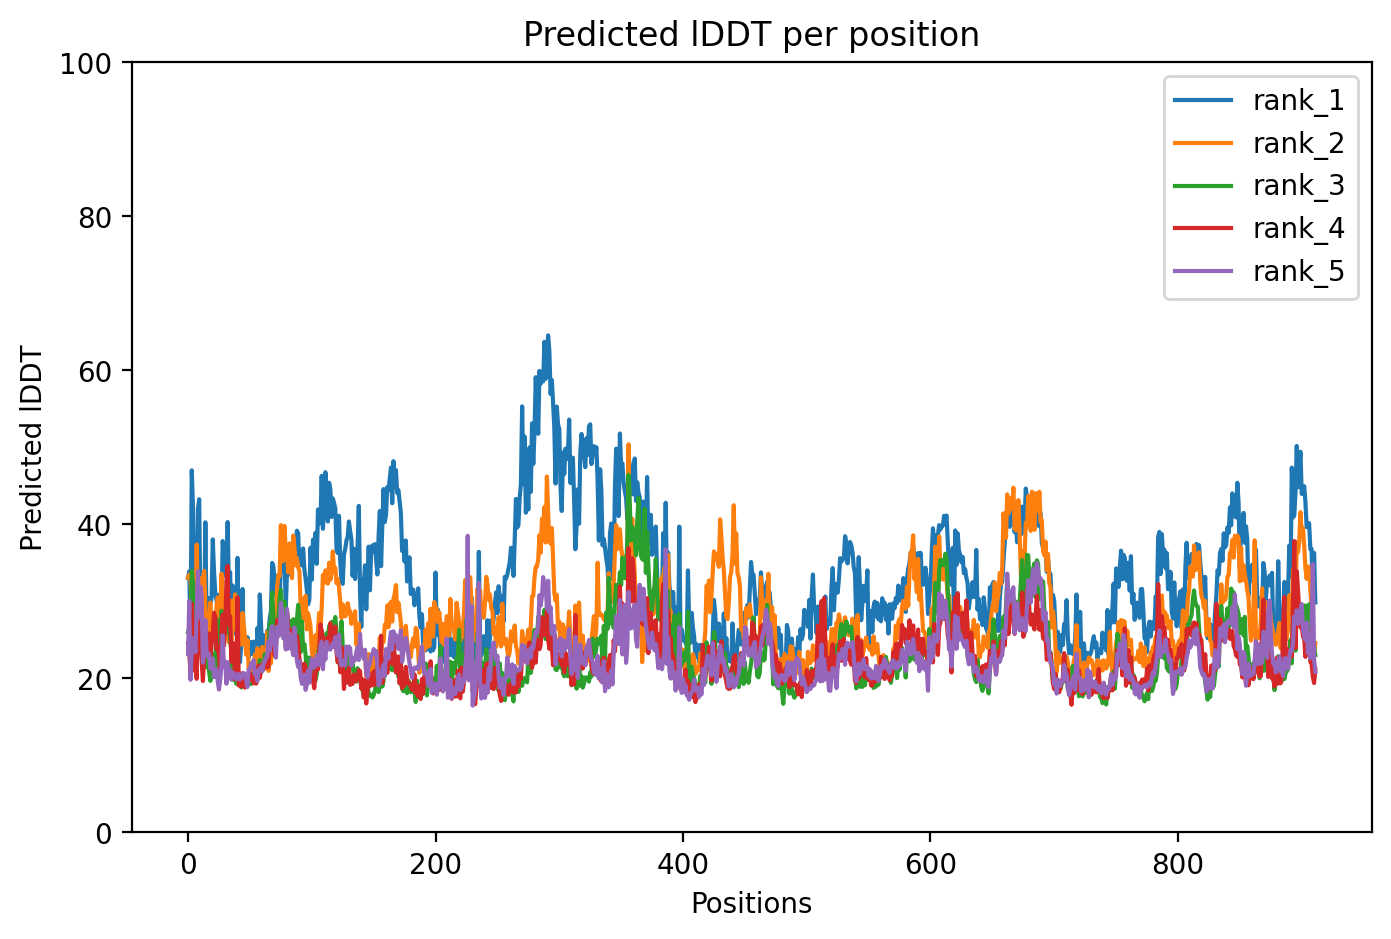 Predicted lDDT per position
100
80
60
40
20
0
Predicted lDDT
0 200 400 600 800
Positions
rank_1
rank_2
rank_3
rank_4
rank_5